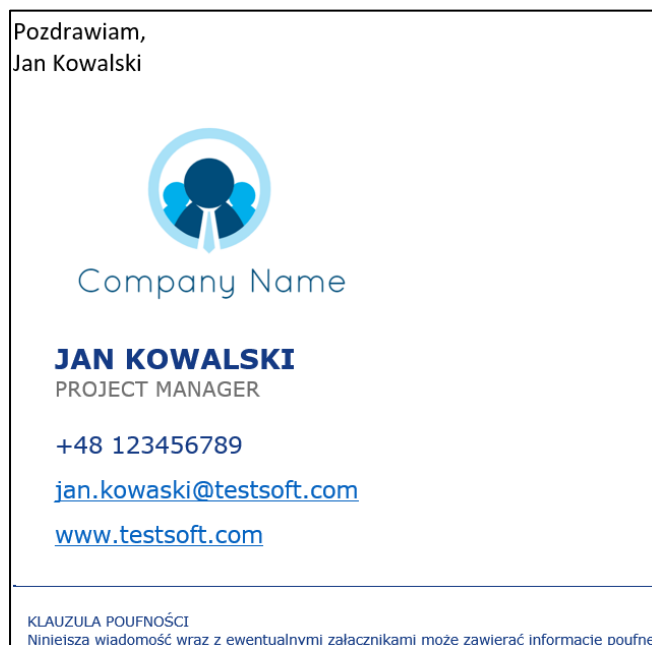 Pozdrawiam,
Jan Kowalski
Company Name
JAN KOWALSKI
PROJECT MANAGER
+48 123456789
jan.kowaski@testsoft.com
www.testsoft.com
KLAUZULA POUFNOŚCI
Niniejsza wiadomość wraz z ewentualnymi załącznikami może zawierać informacje poufne